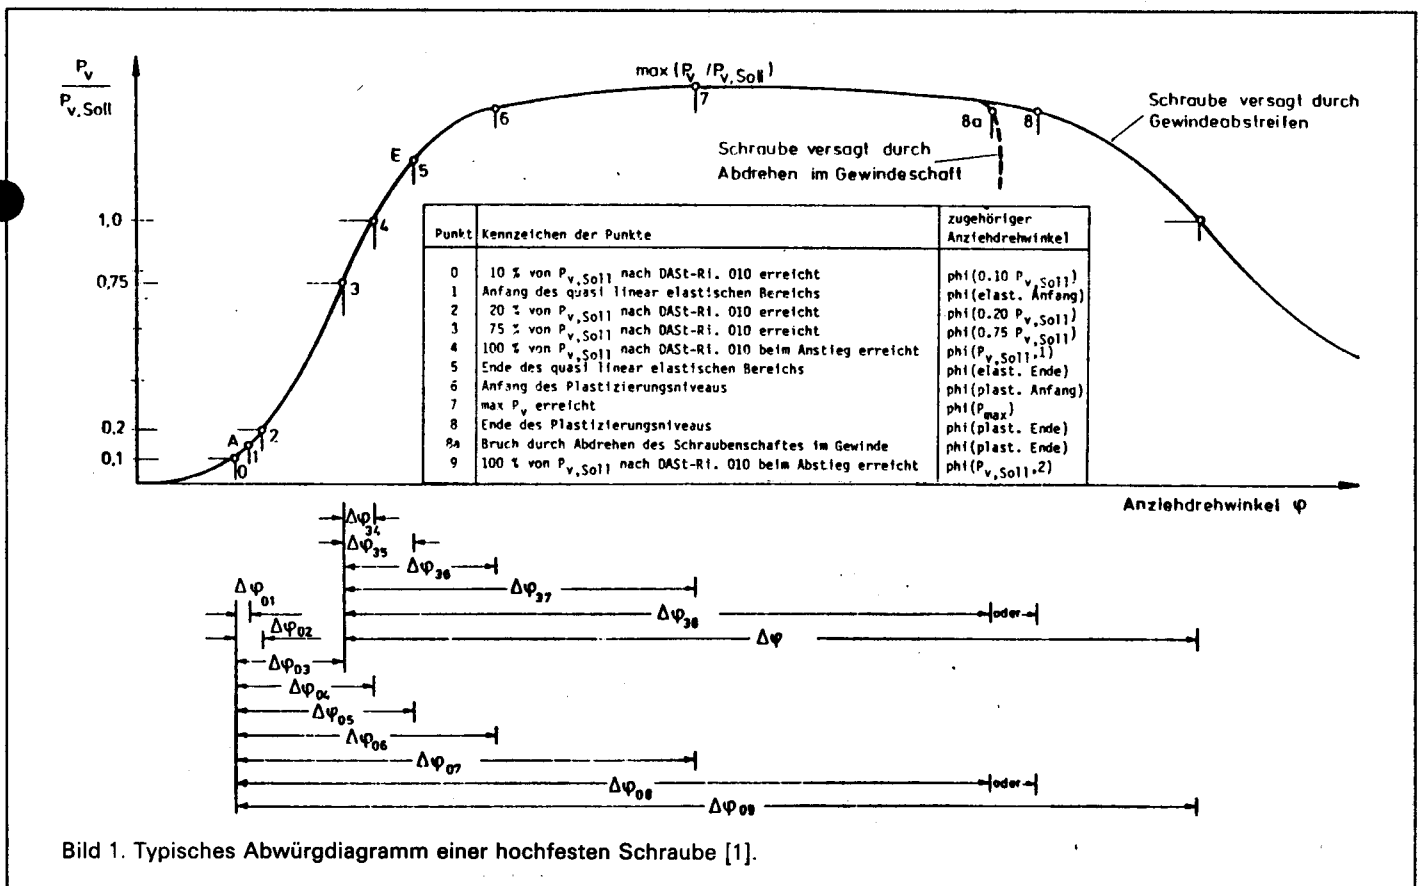 P_v / P_v,Soll
max (P_v /P_v,Soll)
7
6
8a
8
Schraube versagt durch
Gewindeabstreifen
Schraube versagt durch
Abdrehen im Gewindeschaft
E
5
1,0
4
0,75
3
0,2
A
2
1
0,1
0
Punkt | Kennzeichen der Punkte | zugehöriger Anziehdrehwinkel
0 | 10 % von P_v,Soll nach DASt-Ri. 010 erreicht | phi(0.10 P_v,Soll)
1 | Anfang des quasi linear elastischen Bereichs | phi(elast. Anfang)
2 | 20 % von P_v,Soll nach DASt-Ri. 010 erreicht | phi(0.20 P_v,Soll)
3 | 75 % von P_v,Soll nach DASt-Ri. 010 erreicht | phi(0.75 P_v,Soll)
4 | 100 % von P_v,Soll nach DASt-Ri. 010 beim Anstieg erreicht | phi(P_v,Soll,1)
5 | Ende des quasi linear elastischen Bereichs | phi(elast. Ende)
6 | Anfang des Plastizierungsniveaus | phi(plast. Anfang)
7 | max P_v erreicht | phi(P_max)
8 | Ende des Plastizierungsniveaus | phi(plast. Ende)
8a | Bruch durch Abdrehen des Schraubenschaftes im Gewinde | phi(plast. Ende)
9 | 100 % von P_v,Soll nach DASt-Ri. 010 beim Abstieg erreicht | phi(P_v,Soll,2)
Anziehdrehwinkel φ
Δφ_34
Δφ_35
Δφ_36
Δφ_37
Δφ_01
Δφ_38 oder
Δφ_02
Δφ
Δφ_03
Δφ_04
Δφ_05
Δφ_06
Δφ_07
Δφ_08 oder
Δφ_09
Bild 1. Typisches Abwürgdiagramm einer hochfesten Schraube [1].